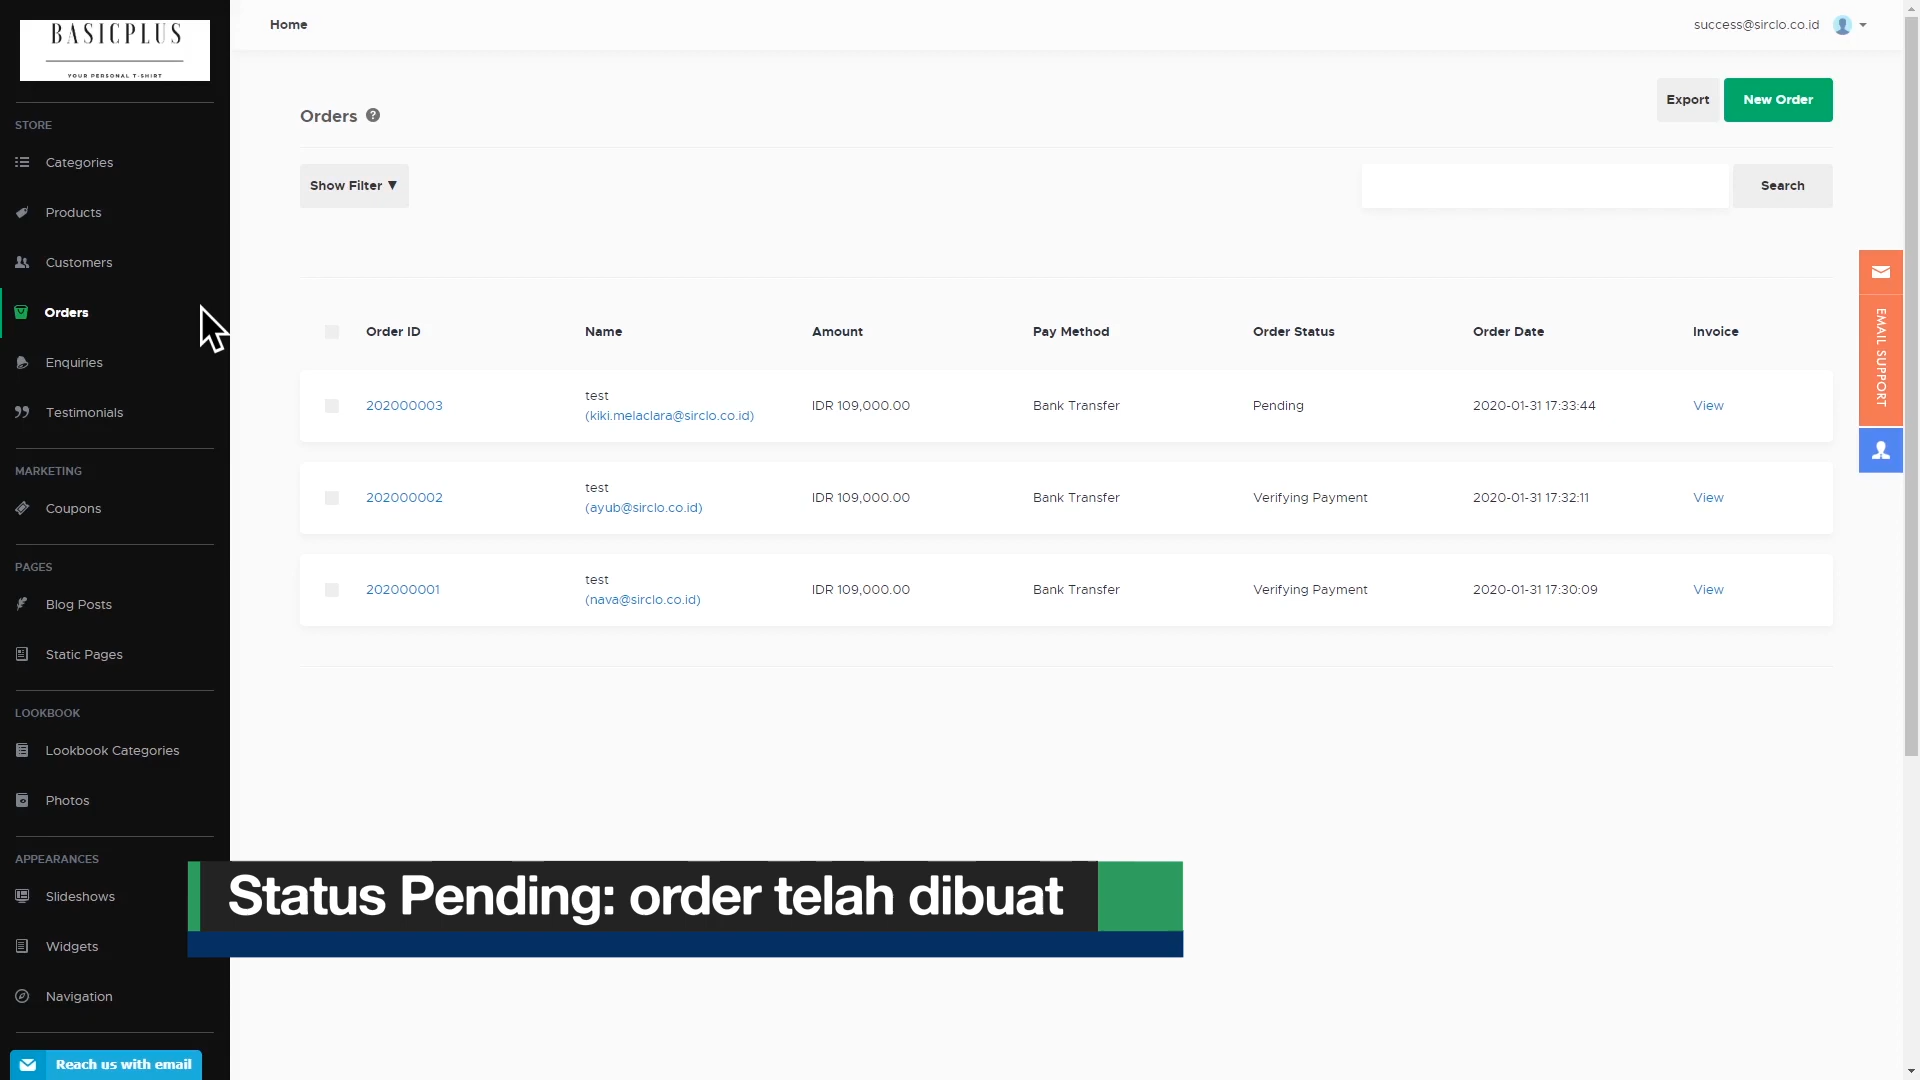 BASICPLUS
YOUR PERSONAL T-SHIRT
STORE
Categories
Products
Customers
Orders
Enquiries
Testimonials
MARKETING
Coupons
PAGES
Blog Posts
Static Pages
LOOKBOOK
Lookbook Categories
Photos
APPEARANCES
Slideshows
Widgets
Navigation
Reach us with email
Home
success@sirclo.co.id
Orders ?
Export
New Order
Show Filter ▼
Search
Order ID Name Amount Pay Method Order Status Order Date Invoice
202000003 test (kiki.melaclara@sirclo.co.id) IDR 109,000.00 Bank Transfer Pending 2020-01-31 17:33:44 View
202000002 test (ayub@sirclo.co.id) IDR 109,000.00 Bank Transfer Verifying Payment 2020-01-31 17:32:11 View
202000001 test (nava@sirclo.co.id) IDR 109,000.00 Bank Transfer Verifying Payment 2020-01-31 17:30:09 View
EMAIL SUPPORT
Status Pending: order telah dibuat